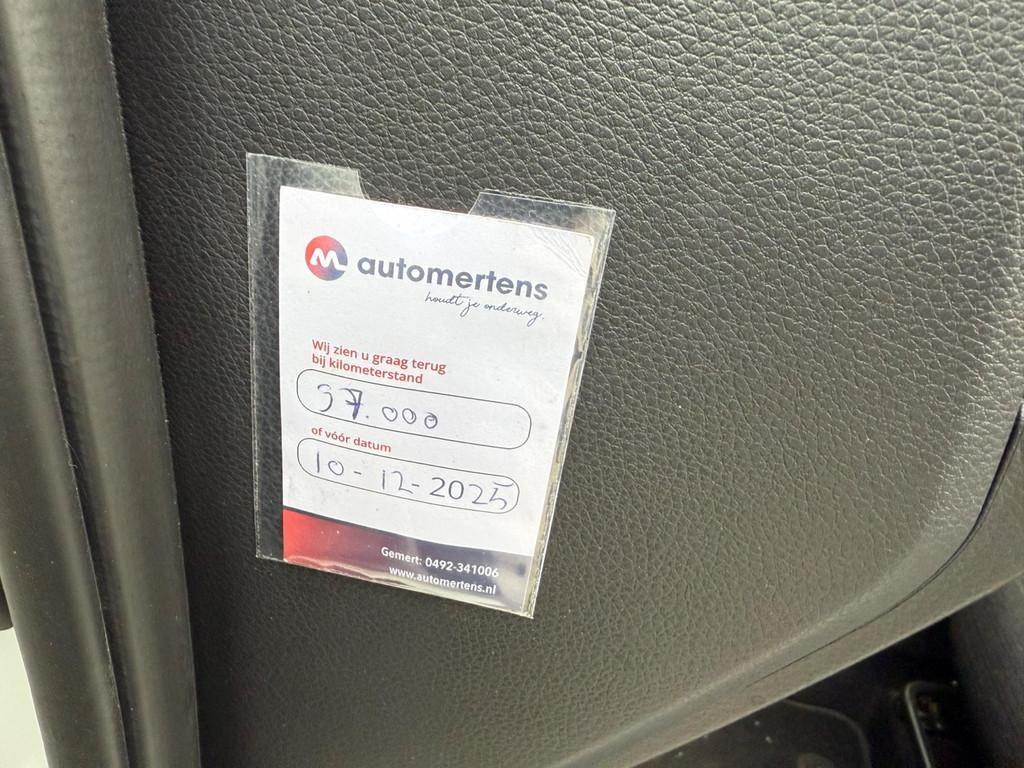 M automertens
houdt je onderweg.
Wij zien u graag terug
bij kilometerstand
97.000
of vóór datum
10-12-2025
Gemert: 0492-341006
www.automertens.nl